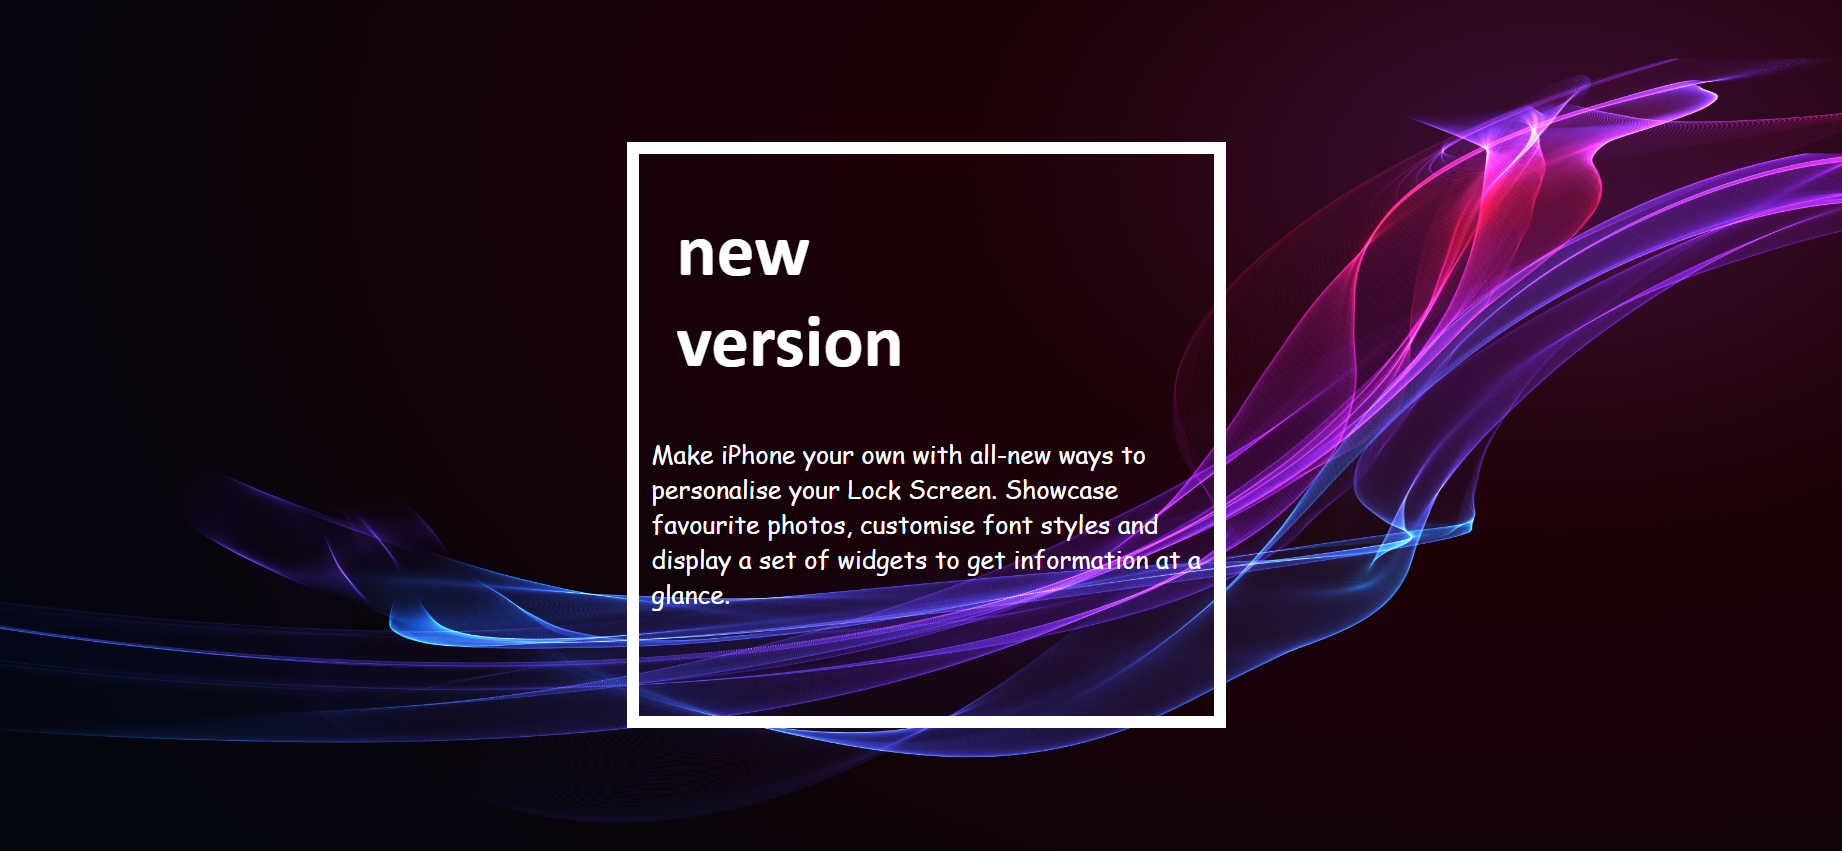 new
version
Make iPhone your own with all-new ways to
personalise your Lock Screen. Showcase
favourite photos, customise font styles and
display a set of widgets to get information at a
glance.